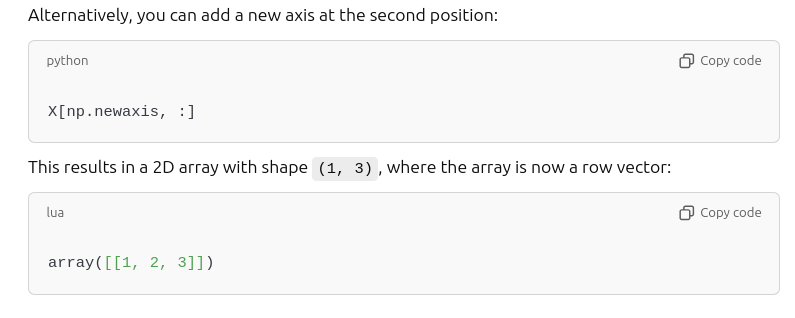 Alternatively, you can add a new axis at the second position:
python
Copy code
X[np.newaxis, :]
This results in a 2D array with shape (1, 3), where the array is now a row vector:
lua
Copy code
array([[1, 2, 3]])